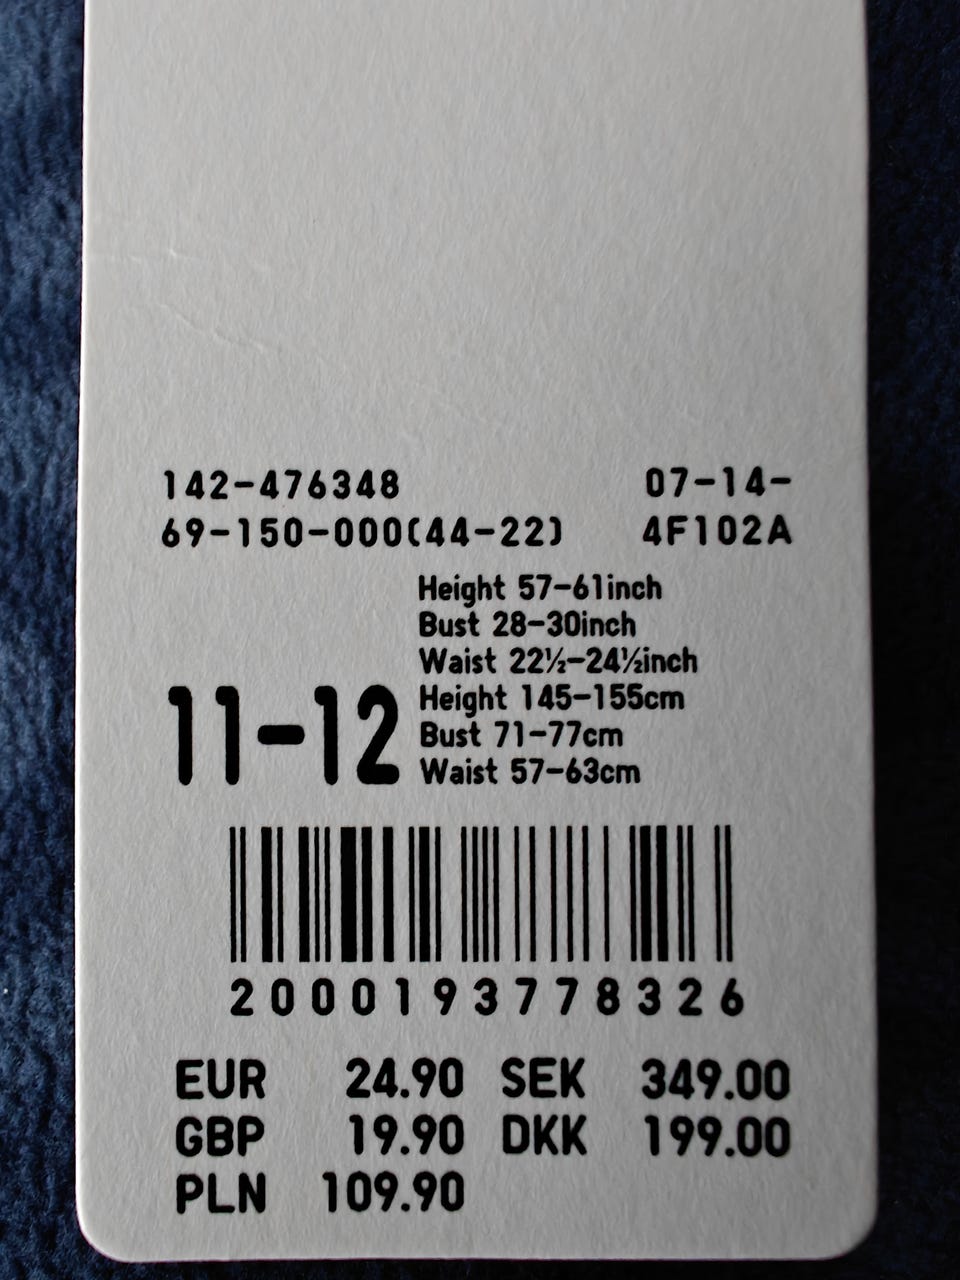 142-476348 07-14-
69-150-000(44-22) 4F102A
Height 57-61inch
Bust 28-30inch
Waist 22½-24½inch
11-12
Height 145-155cm
Bust 71-77cm
Waist 57-63cm
2000193778326
EUR 24.90 SEK 349.00
GBP 19.90 DKK 199.00
PLN 109.90